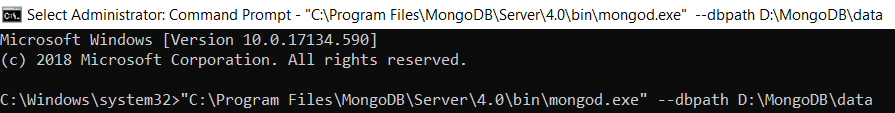 Select Administrator: Command Prompt - "C:\Program Files\MongoDB\Server\4.0\bin\mongod.exe" --dbpath D:\MongoDB\data
Microsoft Windows [Version 10.0.17134.590]
(c) 2018 Microsoft Corporation. All rights reserved.
C:\Windows\system32>"C:\Program Files\MongoDB\Server\4.0\bin\mongod.exe" --dbpath D:\MongoDB\data